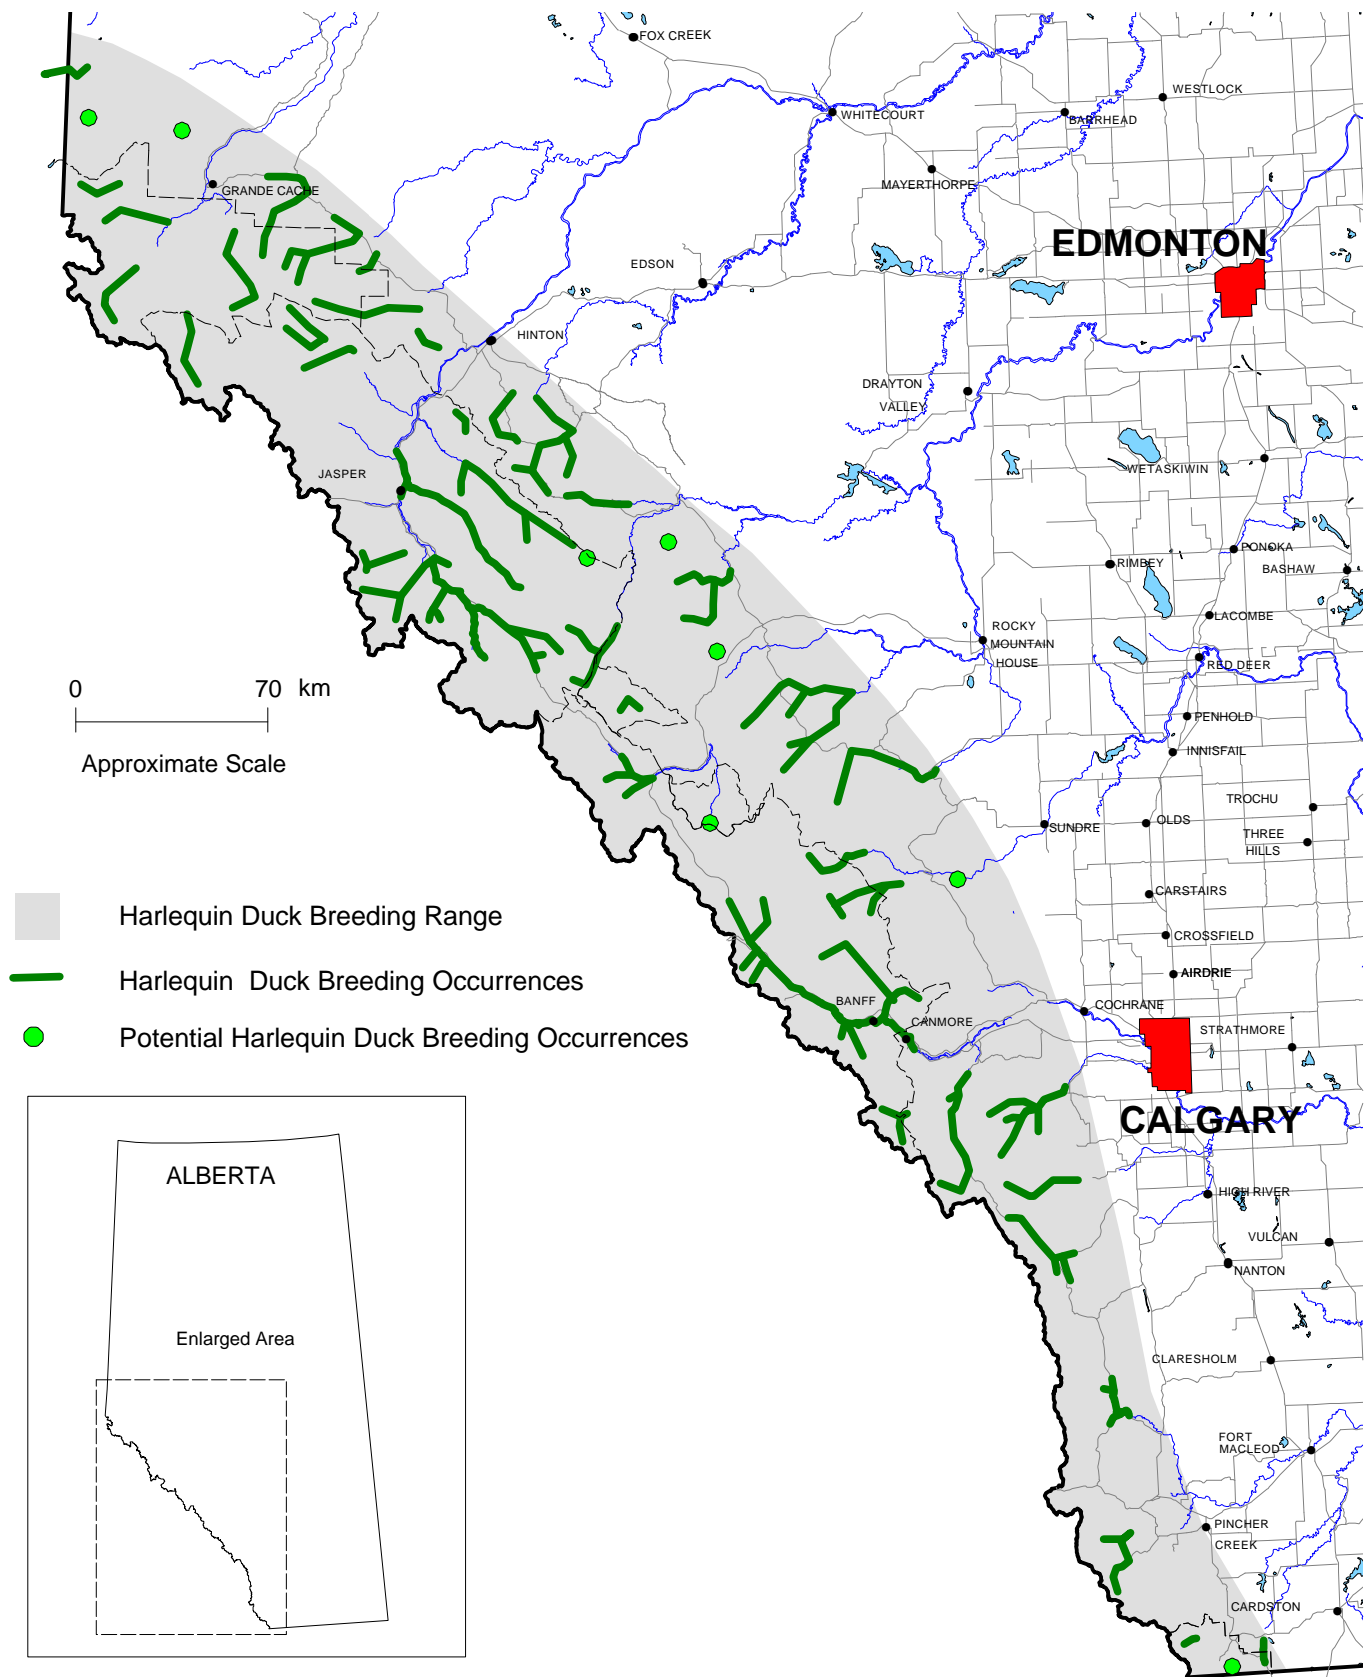 FOX CREEK
WESTLOCK
WHITECOURT
BARRHEAD
MAYERTHORPE
GRANDE CACHE
EDMONTON
EDSON
HINTON
DRAYTON
VALLEY
JASPER
WETASKIWIN
PONOKA
BASHAW
RIMBEY
LACOMBE
ROCKY
MOUNTAIN
HOUSE
RED DEER
0 70 km
PENHOLD
INNISFAIL
Approximate Scale
TROCHU
SUNDRE
OLDS
THREE
HILLS
CARSTAIRS
Harlequin Duck Breeding Range
CROSSFIELD
Harlequin Duck Breeding Occurrences
AIRDRIE
BANFF
COCHRANE
CANMORE
STRATHMORE
Potential Harlequin Duck Breeding Occurrences
CALGARY
ALBERTA
HIGH RIVER
VULCAN
NANTON
Enlarged Area
CLARESHOLM
FORT
MACLEOD
PINCHER
CREEK
CARDSTON